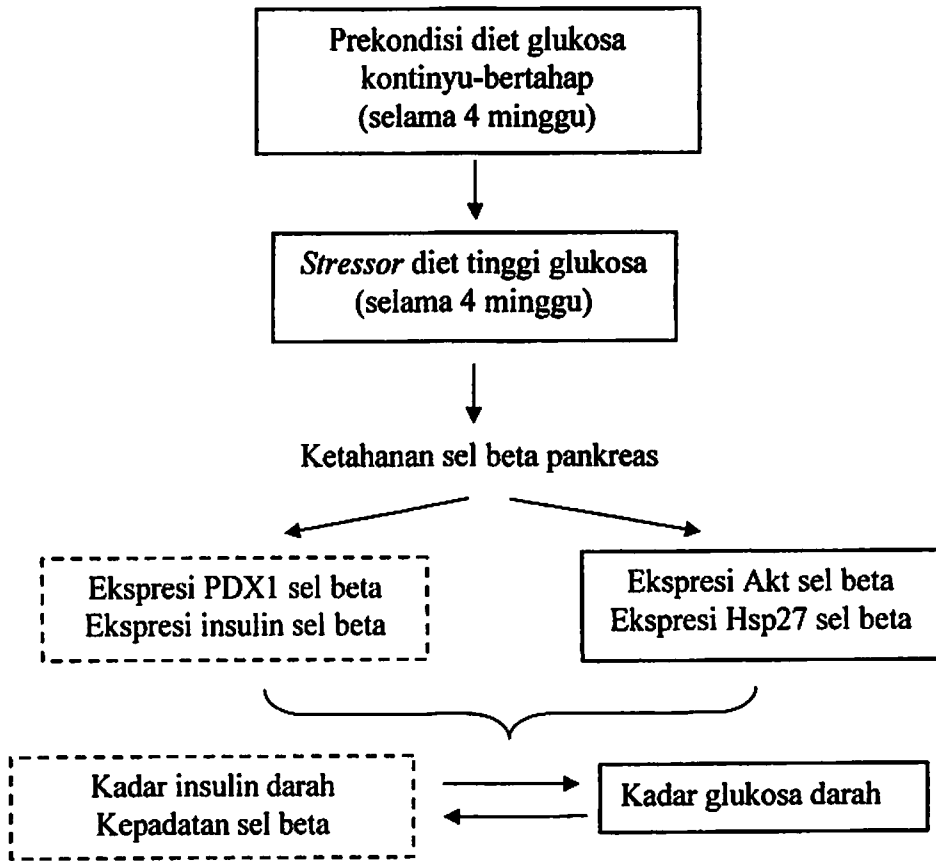 Prekondisi diet glukosa
kontinyu-bertahap
(selama 4 minggu)
Stressor diet tinggi glukosa
(selama 4 minggu)
Ketahanan sel beta pankreas
Ekspresi PDX1 sel beta
Ekspresi insulin sel beta
Ekspresi Akt sel beta
Ekspresi Hsp27 sel beta
Kadar insulin darah
Kepadatan sel beta
Kadar glukosa darah